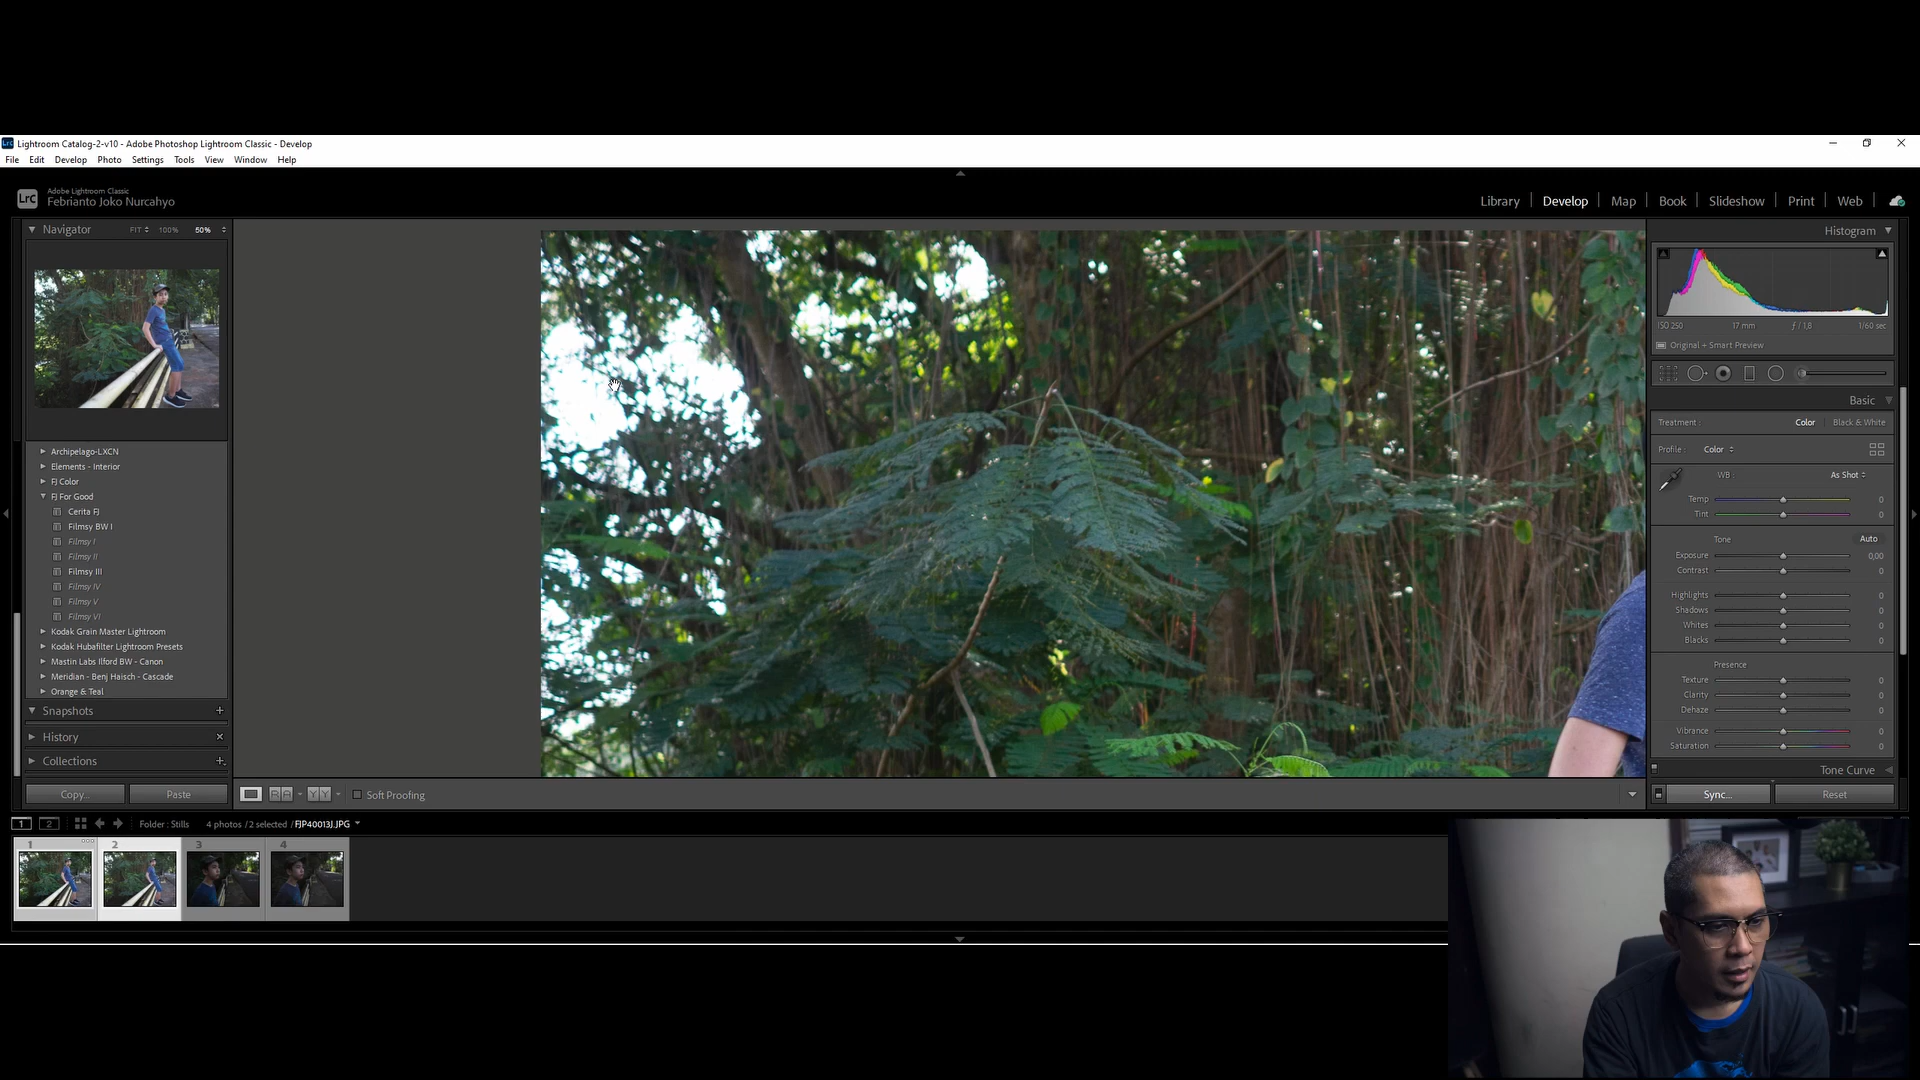 Lightroom Catalog-2-v10 - Adobe Photoshop Lightroom Classic - Develop
File Edit Develop Photo Settings Tools View Window Help
LrC
Adobe Lightroom Classic
Febrianto Joko Nurcahyo
Library Develop Map Book Slideshow Print Web
Navigator FIT 100% 50%
Archipelago-LXCN
Elements - Interior
FJ Color
FJ For Good
Cerita FJ
Filmsy BW I
Filmsy I
Filmsy II
Filmsy III
Filmsy IV
Filmsy V
Filmsy VI
Kodak Grain Master Lightroom
Kodak Hubafilter Lightroom Presets
Mastin Labs Ilford BW - Canon
Meridian - Benj Haisch - Cascade
Orange & Teal
Snapshots
History
Collections
Copy... Paste
Soft Proofing
Histogram
ISO 250 17 mm ƒ / 1,8 1/60 sec
Original + Smart Preview
Basic
Treatment : Color Black & White
Profile : Color
WB : As Shot
Temp 0
Tint 0
Tone Auto
Exposure 0,00
Contrast 0
Highlights 0
Shadows 0
Whites 0
Blacks 0
Presence
Texture 0
Clarity 0
Dehaze 0
Vibrance 0
Saturation 0
Tone Curve
Sync... Reset
1 2 Folder : Stills 4 photos / 2 selected / FJP40013J.JPG
1 2 3 4